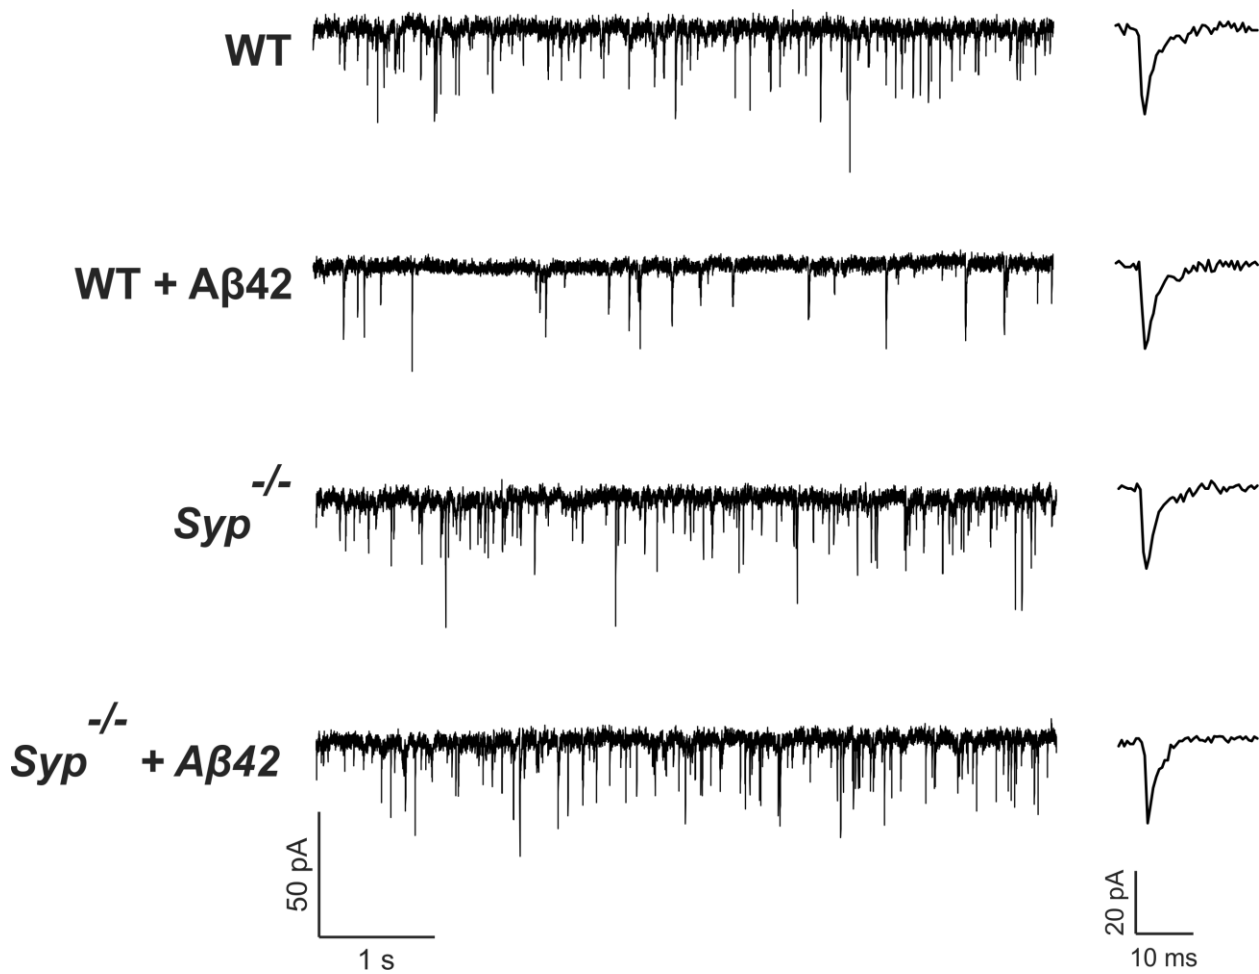 WT
WT + Aβ42
Syp-/-
Syp-/- + Aβ42
50 pA
1 s
20 pA
10 ms